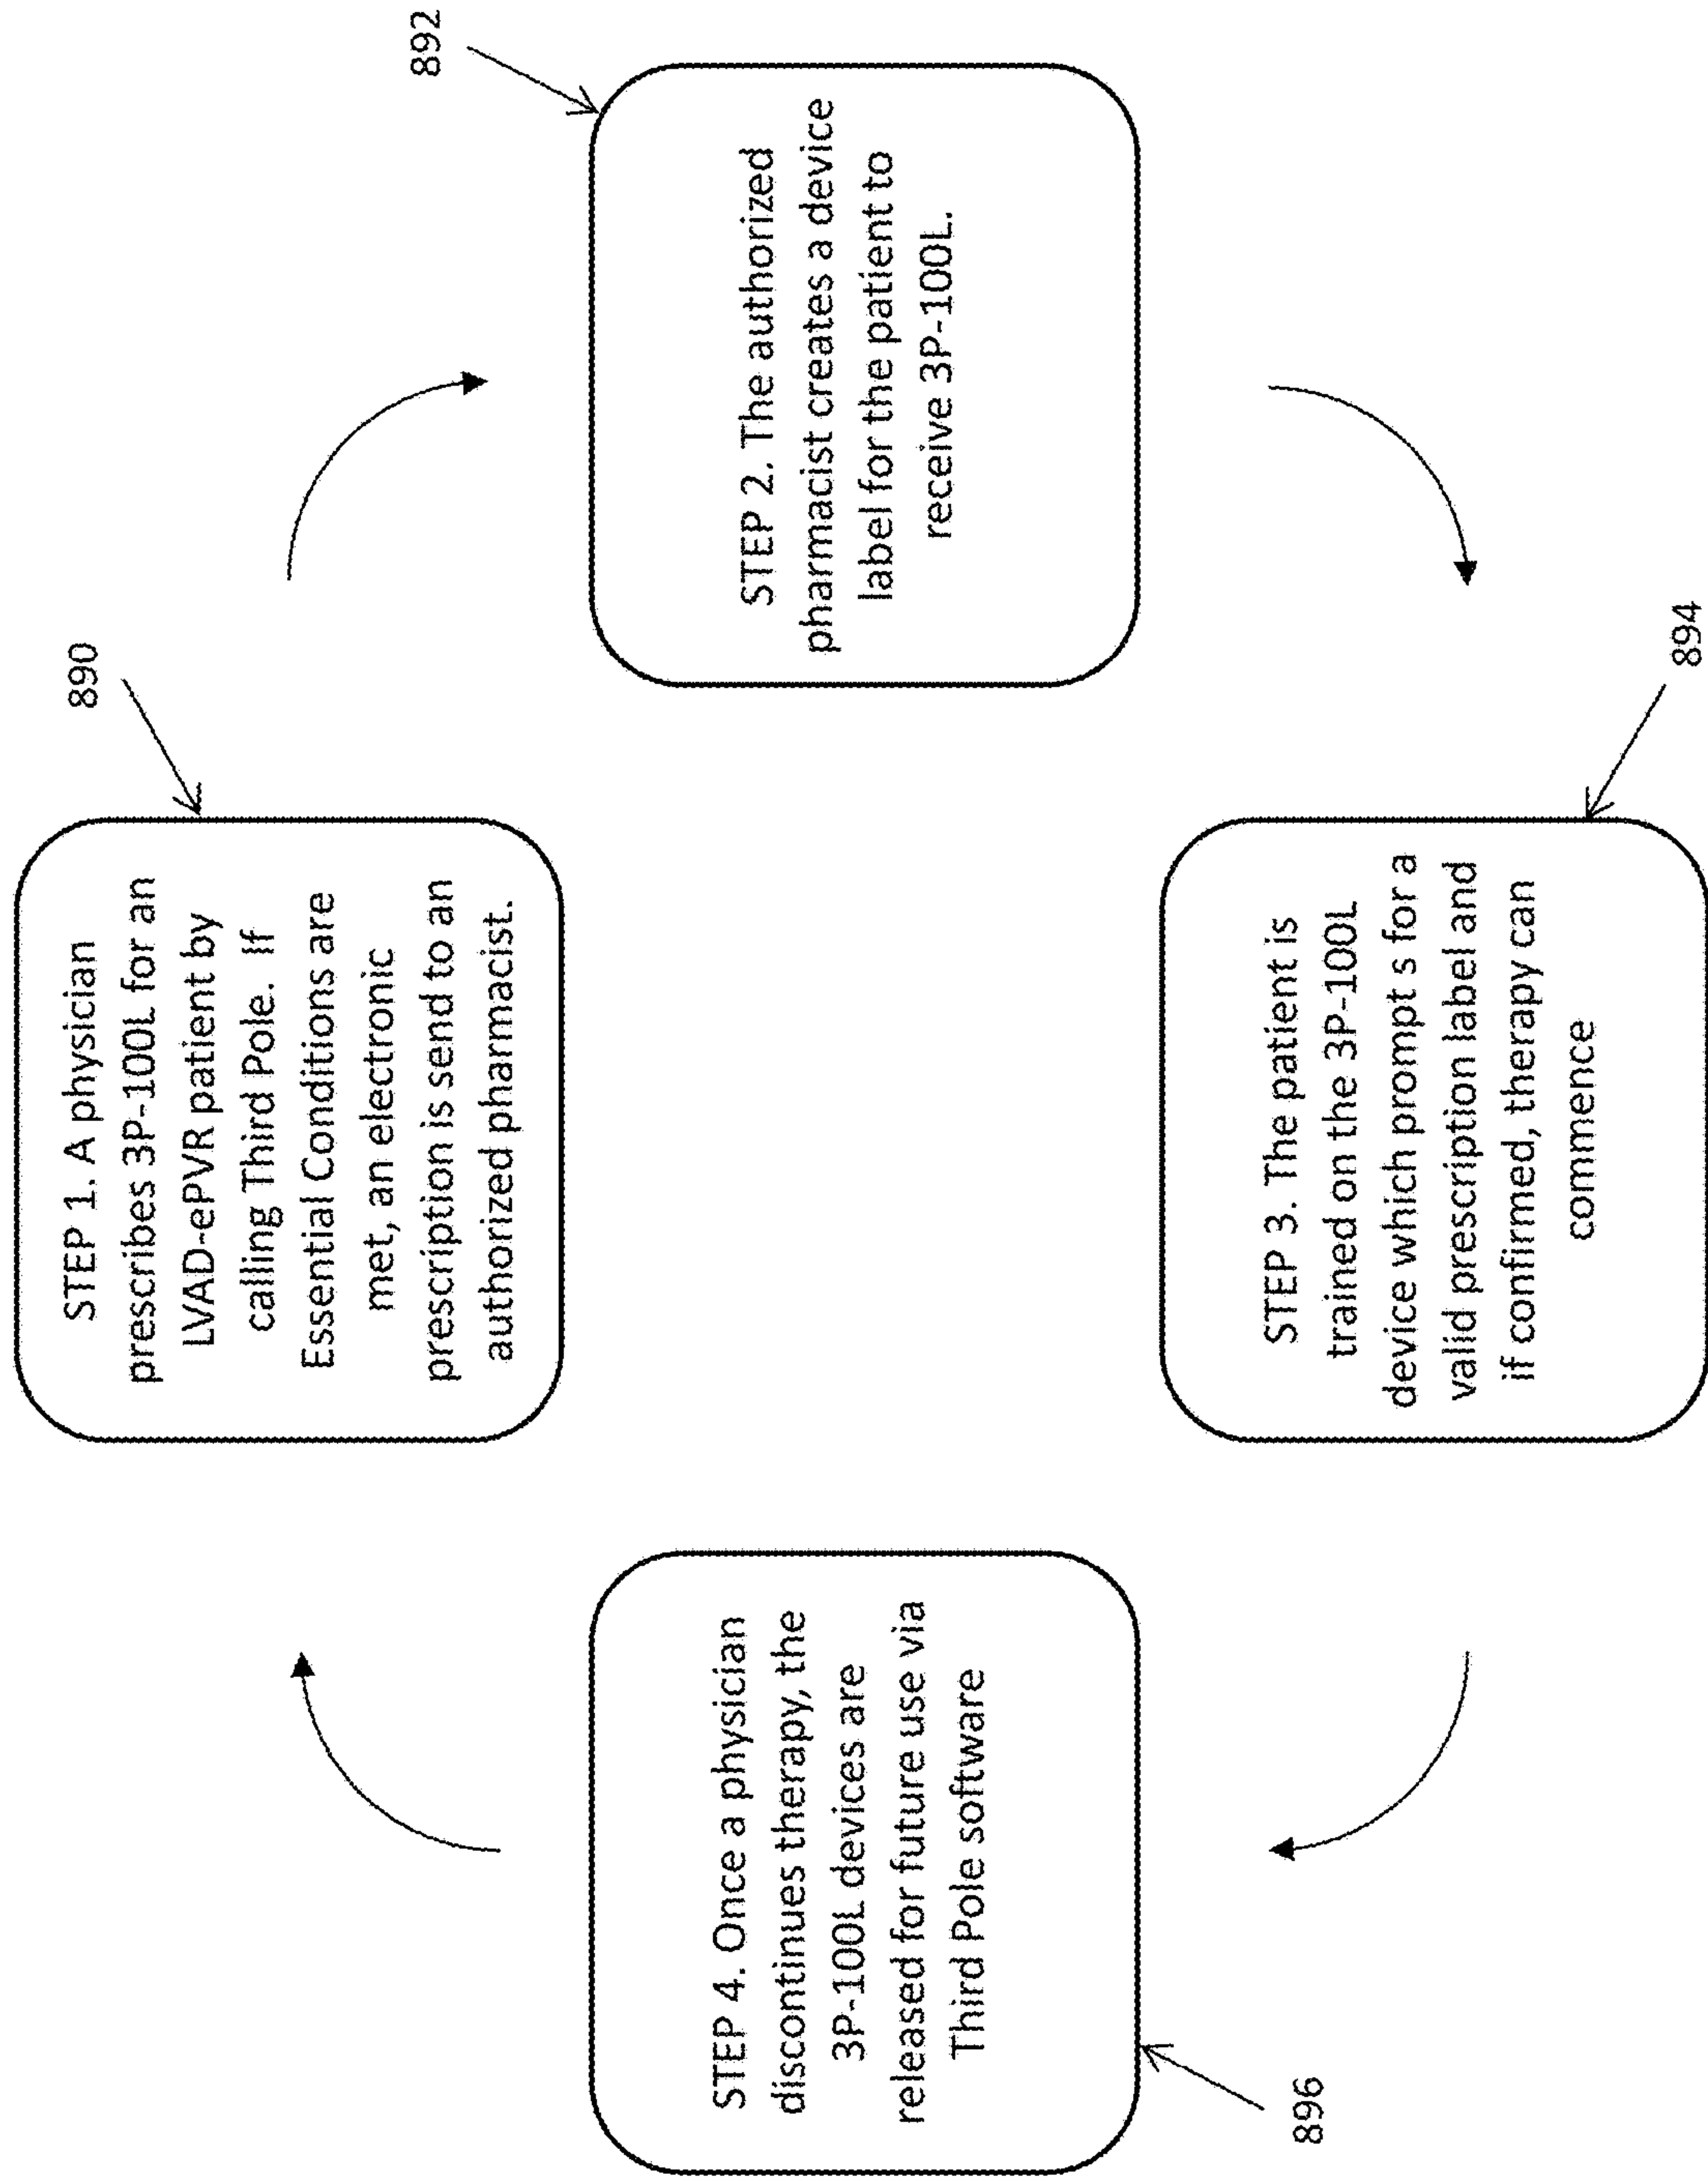 890
STEP 1. A physician
prescribes 3P-100L for an
LVAD-ePVR patient by
calling Third Pole. If
Essential Conditions are
met, an electronic
prescription is send to an
authorized pharmacist.
892
STEP 2. The authorized
pharmacist creates a device
label for the patient to
receive 3P-100L.
STEP 3. The patient is
trained on the 3P-100L
device which prompt s for a
valid prescription label and
if confirmed, therapy can
commence
894
STEP 4. Once a physician
discontinues therapy, the
3P-100L devices are
released for future use via
Third Pole software
896